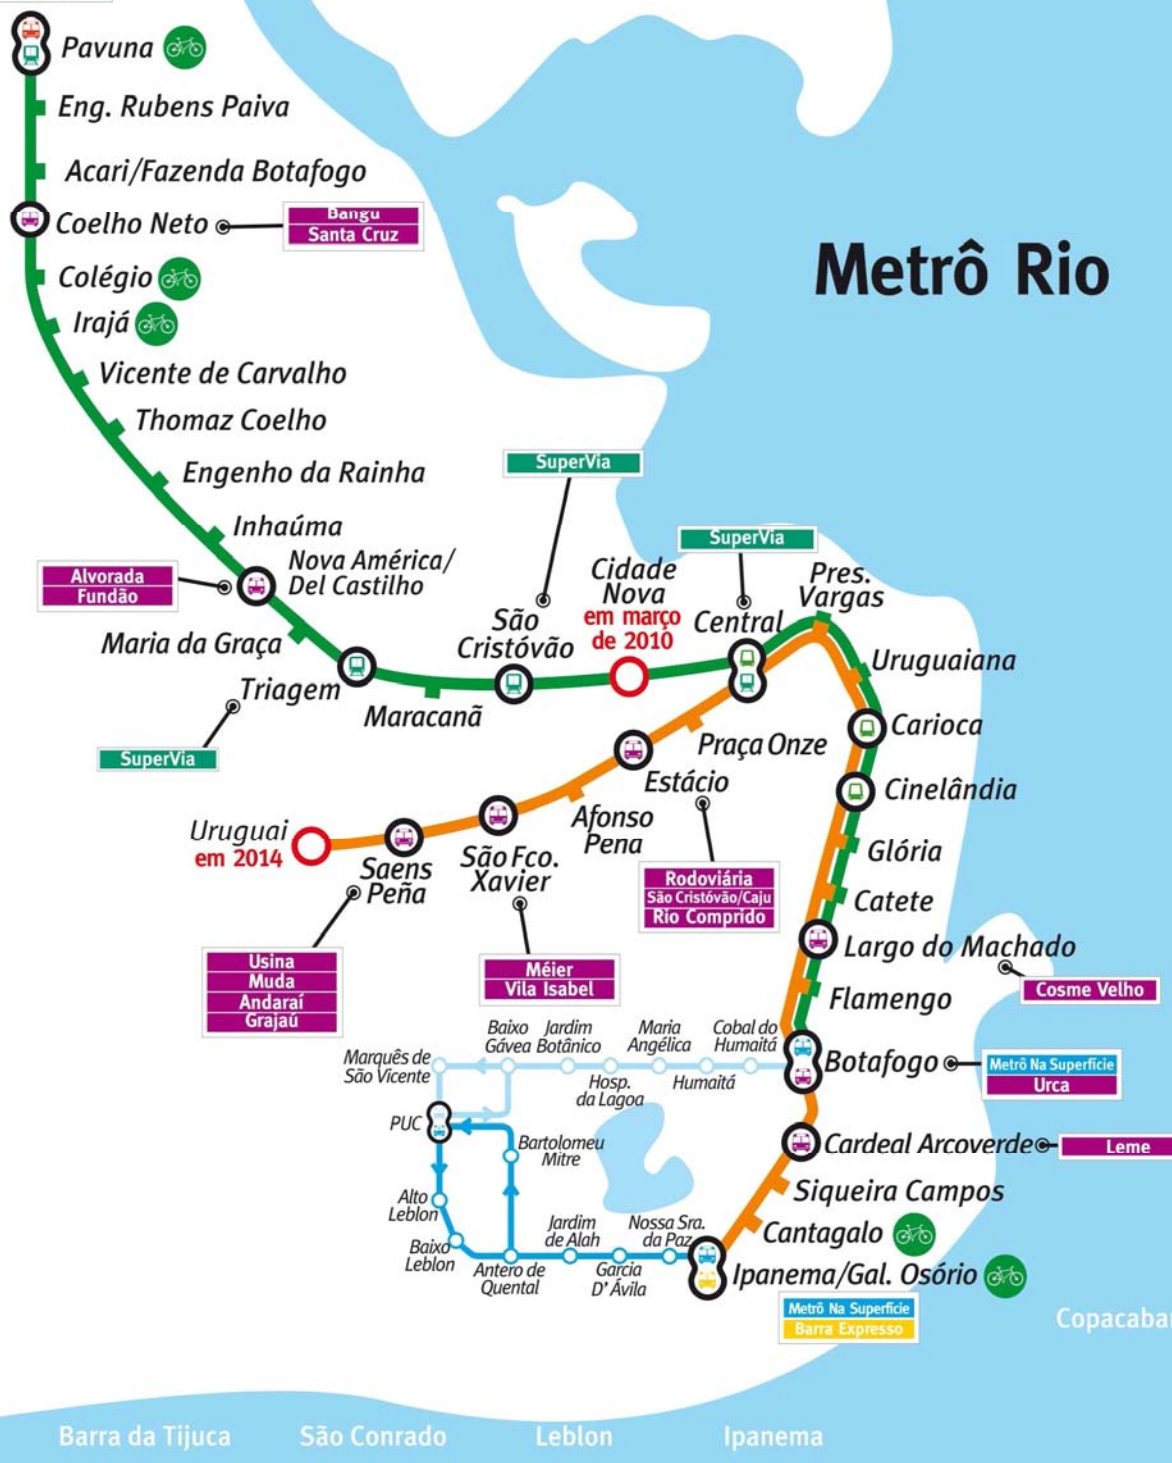 Pavuna
Eng. Rubens Paiva
Acari/Fazenda Botafogo
Coelho Neto
Bangu
Santa Cruz
Metrô Rio
Colégio
Irajá
Vicente de Carvalho
Thomaz Coelho
Engenho da Rainha
SuperVia
Inhaúma
Nova América/
Del Castilho
Alvorada
Fundão
Maria da Graça
Triagem
SuperVia
Maracanã
São
Cristóvão
Cidade
Nova
em março
de 2010
SuperVia
Central
Pres.
Vargas
Uruguaiana
Carioca
Cinelândia
Glória
Catete
Largo do Machado
Cosme Velho
Flamengo
Praça Onze
Estácio
Rodoviária
São Cristóvão/Caju
Rio Comprido
Afonso
Pena
São Fco.
Xavier
Méier
Vila Isabel
Saens
Peña
Usina
Muda
Andaraí
Grajaú
Uruguai
em 2014
Botafogo
Metrô Na Superfície
Urca
Cobal do
Humaitá
Humaitá
Maria
Angélica
Hosp.
da Lagoa
Jardim
Botânico
Baixo
Gávea
Marquês de
São Vicente
PUC
Bartolomeu
Mitre
Alto
Leblon
Baixo
Leblon
Antero de
Quental
Jardim
de Alah
Garcia
D' Ávila
Nossa Sra.
da Paz
Cardeal Arcoverde
Leme
Siqueira Campos
Cantagalo
Ipanema/Gal. Osório
Metrô Na Superfície
Barra Expresso
Copacaba
Barra da Tijuca
São Conrado
Leblon
Ipanema